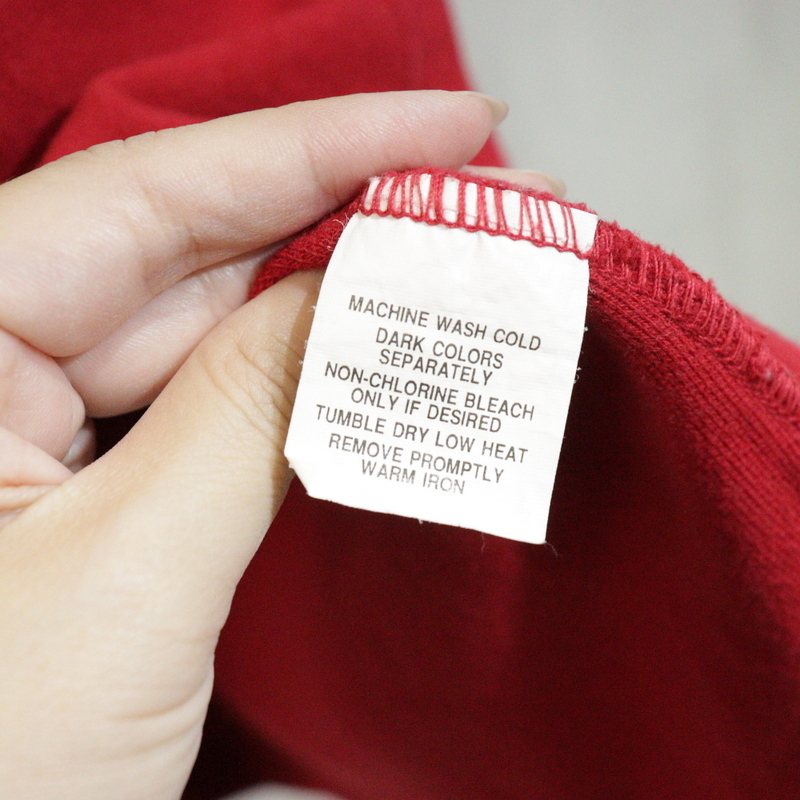 MACHINE WASH COLD
DARK COLORS
SEPARATELY
NON-CHLORINE BLEACH
ONLY IF DESIRED
TUMBLE DRY LOW HEAT
REMOVE PROMPTLY
WARM IRON